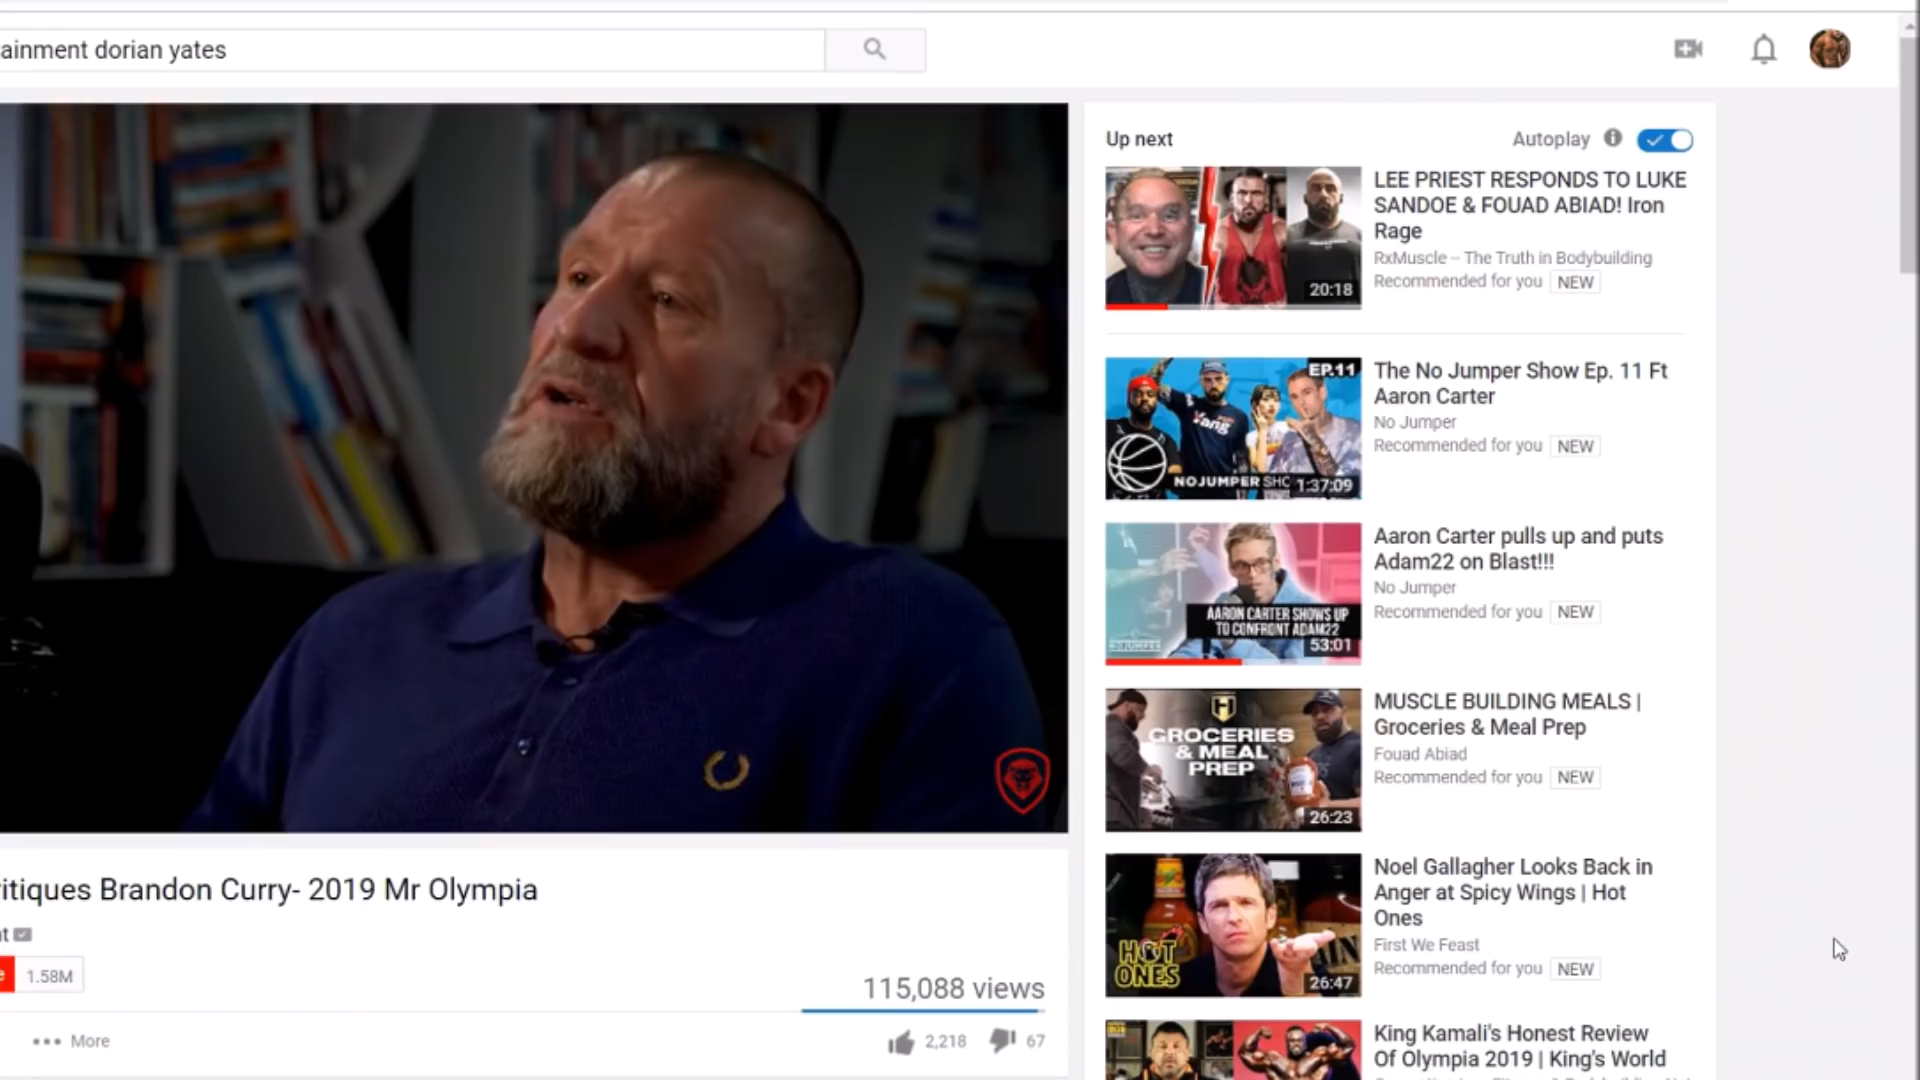 ainment dorian yates
Up next
Autoplay
LEE PRIEST RESPONDS TO LUKE
SANDOE & FOUAD ABIAD! Iron
Rage
RxMuscle – The Truth in Bodybuilding
Recommended for you NEW
20:18
EP.11
Yang
NOJUMPER SHO
1:37:09
The No Jumper Show Ep. 11 Ft
Aaron Carter
No Jumper
Recommended for you NEW
AARON CARTER SHOWS UP
TO CONFRONT ADAM22
NOJUMPER
53:01
Aaron Carter pulls up and puts
Adam22 on Blast!!!
No Jumper
Recommended for you NEW
GROCERIES
& MEAL
PREP
26:23
MUSCLE BUILDING MEALS |
Groceries & Meal Prep
Fouad Abiad
Recommended for you NEW
HOT
ONES
26:47
Noel Gallagher Looks Back in
Anger at Spicy Wings | Hot
Ones
First We Feast
Recommended for you NEW
King Kamali's Honest Review
Of Olympia 2019 | King's World
ritiques Brandon Curry- 2019 Mr Olympia
nt
e 1.58M
115,088 views
More
2,218
67